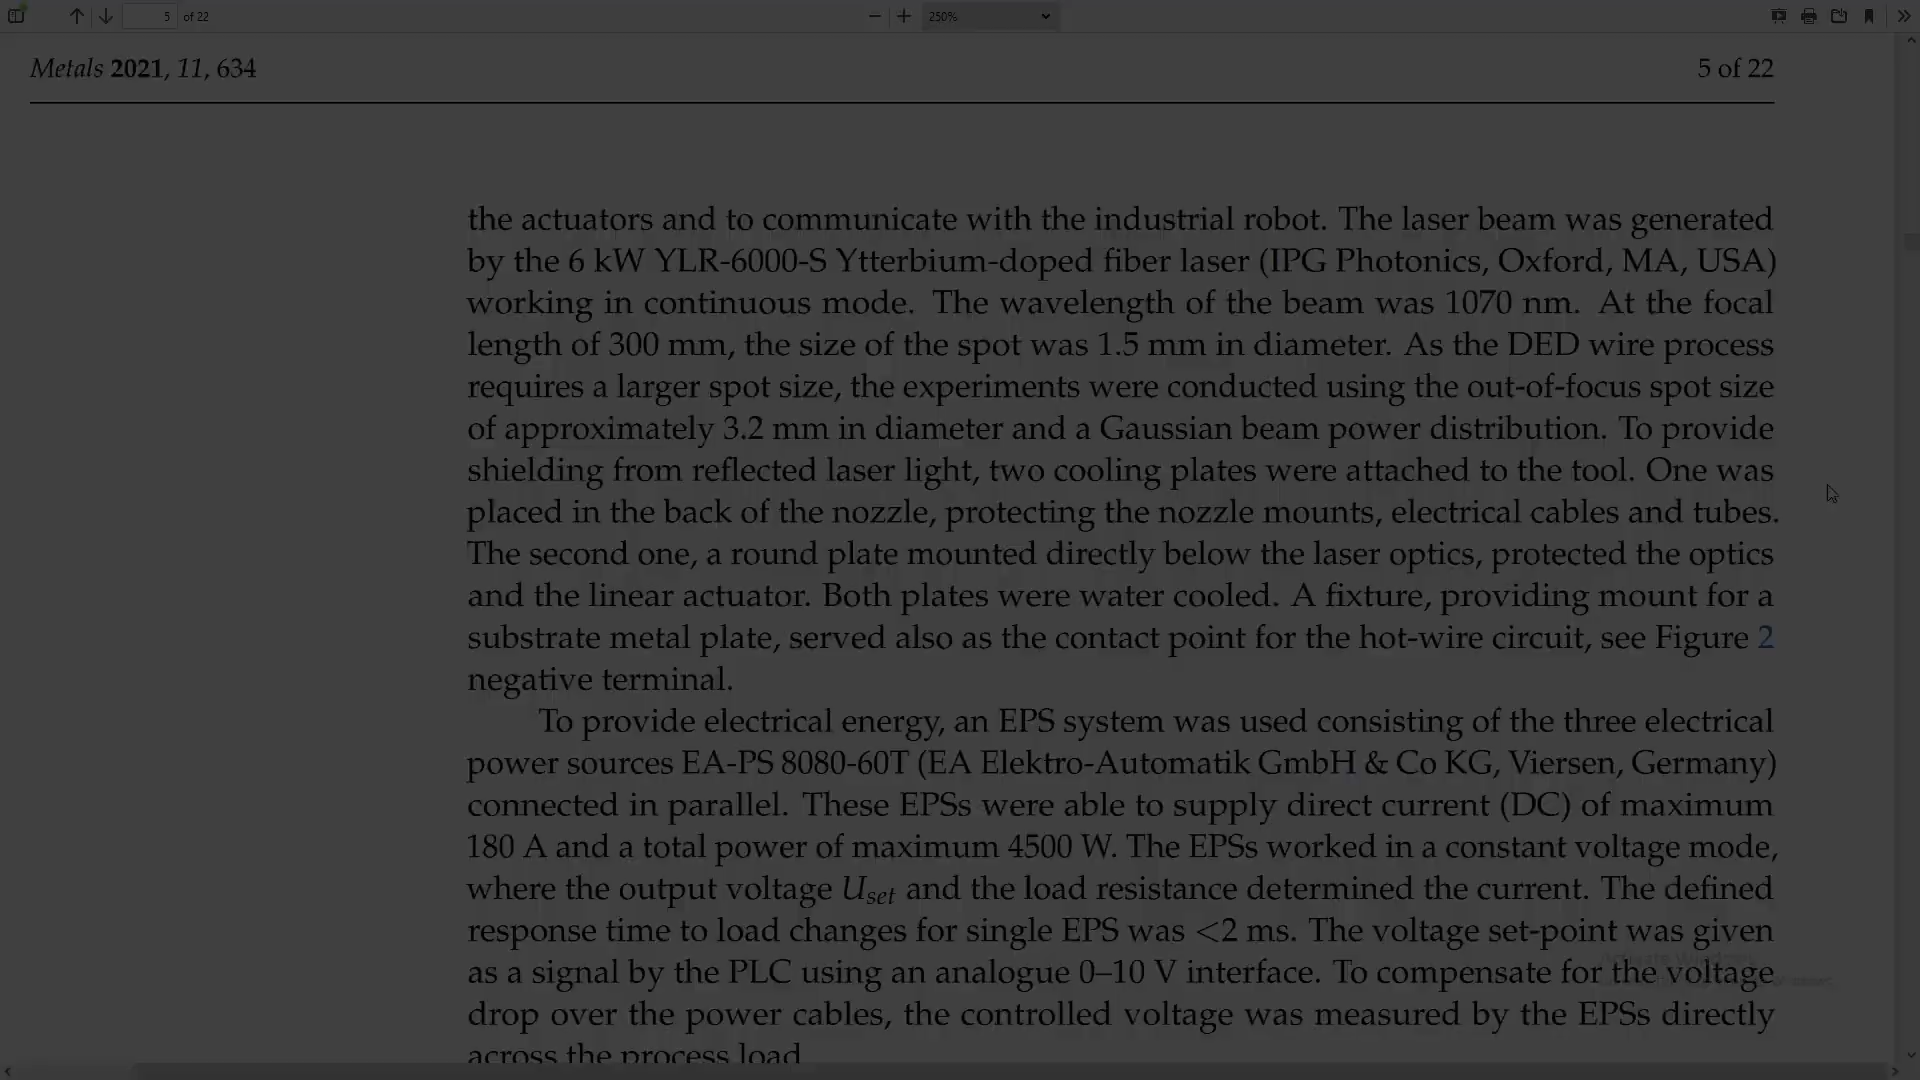 5 of 22
250%
Metals 2021, 11, 634
5 of 22
the actuators and to communicate with the industrial robot. The laser beam was generated
by the 6 kW YLR-6000-S Ytterbium-doped fiber laser (IPG Photonics, Oxford, MA, USA)
working in continuous mode. The wavelength of the beam was 1070 nm. At the focal
length of 300 mm, the size of the spot was 1.5 mm in diameter. As the DED wire process
requires a larger spot size, the experiments were conducted using the out-of-focus spot size
of approximately 3.2 mm in diameter and a Gaussian beam power distribution. To provide
shielding from reflected laser light, two cooling plates were attached to the tool. One was
placed in the back of the nozzle, protecting the nozzle mounts, electrical cables and tubes.
The second one, a round plate mounted directly below the laser optics, protected the optics
and the linear actuator. Both plates were water cooled. A fixture, providing mount for a
substrate metal plate, served also as the contact point for the hot-wire circuit, see Figure 2
negative terminal.
To provide electrical energy, an EPS system was used consisting of the three electrical
power sources EA-PS 8080-60T (EA Elektro-Automatik GmbH & Co KG, Viersen, Germany)
connected in parallel. These EPSs were able to supply direct current (DC) of maximum
180 A and a total power of maximum 4500 W. The EPSs worked in a constant voltage mode,
where the output voltage Uset and the load resistance determined the current. The defined
response time to load changes for single EPS was <2 ms. The voltage set-point was given
as a signal by the PLC using an analogue 0–10 V interface. To compensate for the voltage
drop over the power cables, the controlled voltage was measured by the EPSs directly
across the process load